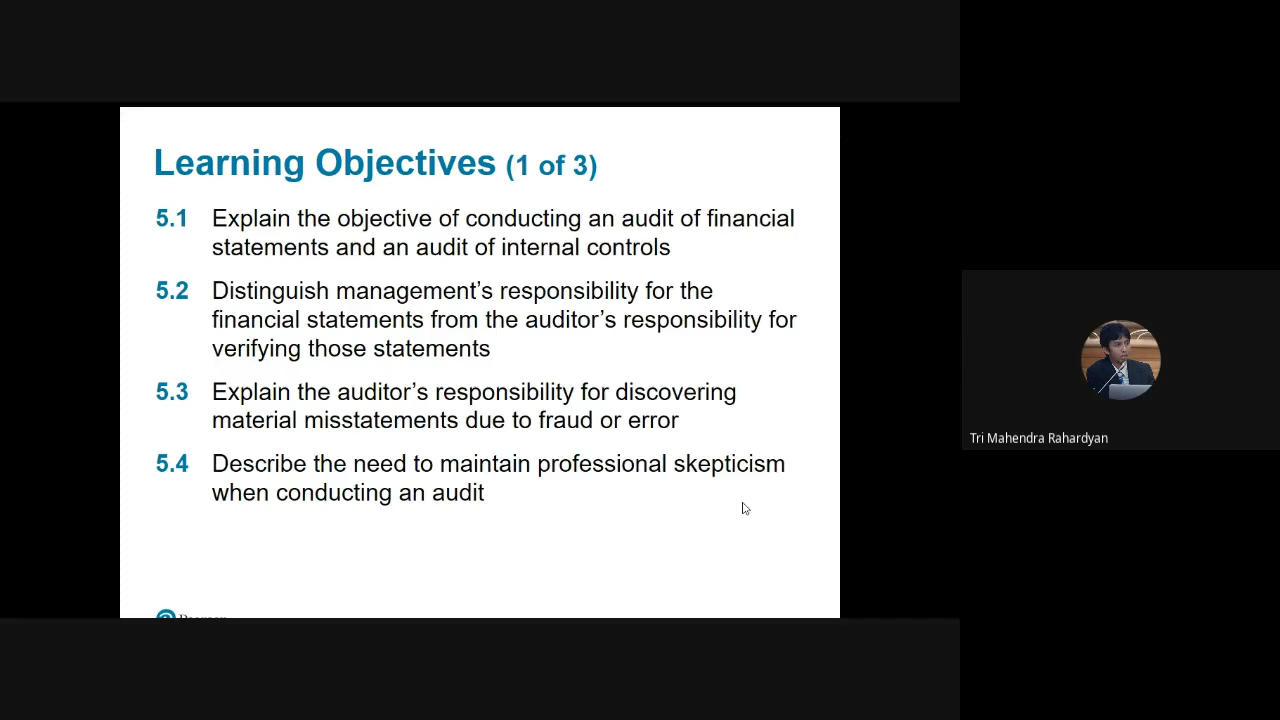 Learning Objectives (1 of 3)
5.1 Explain the objective of conducting an audit of financial
statements and an audit of internal controls
5.2 Distinguish management’s responsibility for the
financial statements from the auditor’s responsibility for
verifying those statements
5.3 Explain the auditor’s responsibility for discovering
material misstatements due to fraud or error
5.4 Describe the need to maintain professional skepticism
when conducting an audit
Tri Mahendra Rahardyan